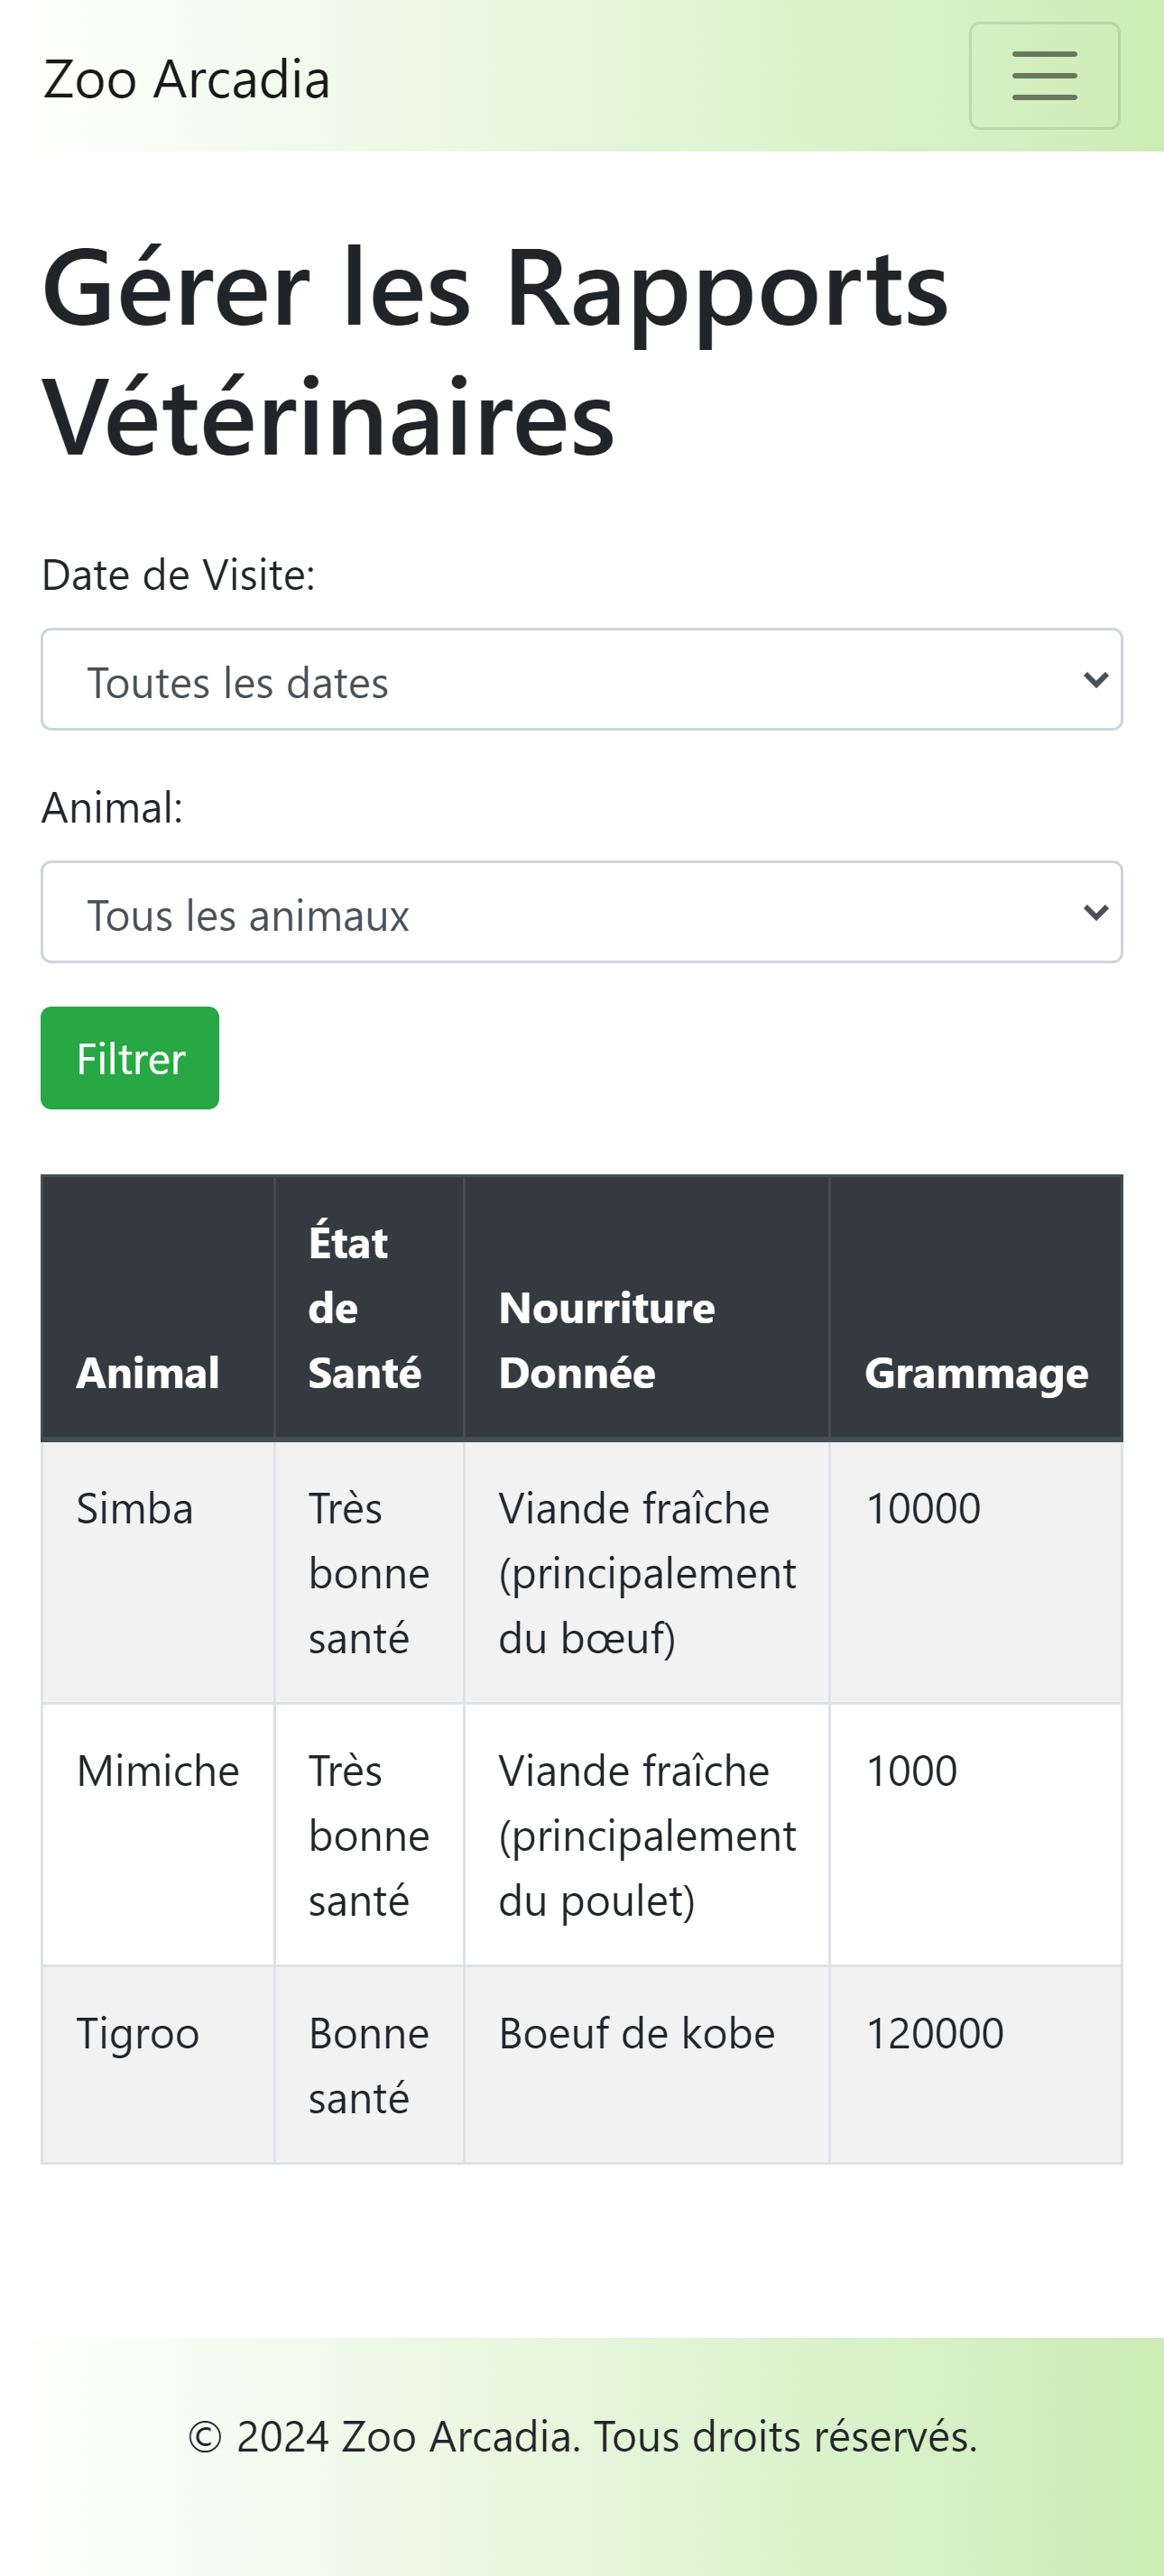 Zoo Arcadia
Gérer les Rapports
Vétérinaires
Date de Visite:
Toutes les dates
Animal:
Tous les animaux
Filtrer
Animal
État
de
Santé
Nourriture
Donnée
Grammage
Simba
Très
bonne
santé
Viande fraîche
(principalement
du bœuf)
10000
Mimiche
Très
bonne
santé
Viande fraîche
(principalement
du poulet)
1000
Tigroo
Bonne
santé
Boeuf de kobe
120000
© 2024 Zoo Arcadia. Tous droits réservés.